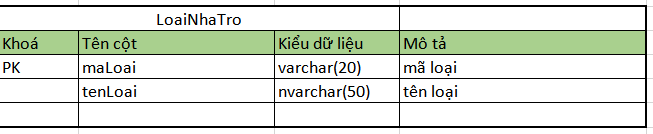 LoaiNhaTro
Khoá Tên cột Kiểu dữ liệu Mô tả
PK maLoai varchar(20) mã loại
tenLoai nvarchar(50) tên loại